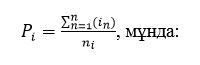 $P_i = \frac{\sum_{n=1}^{n}(i_n)}{n_i}$, мұнда: